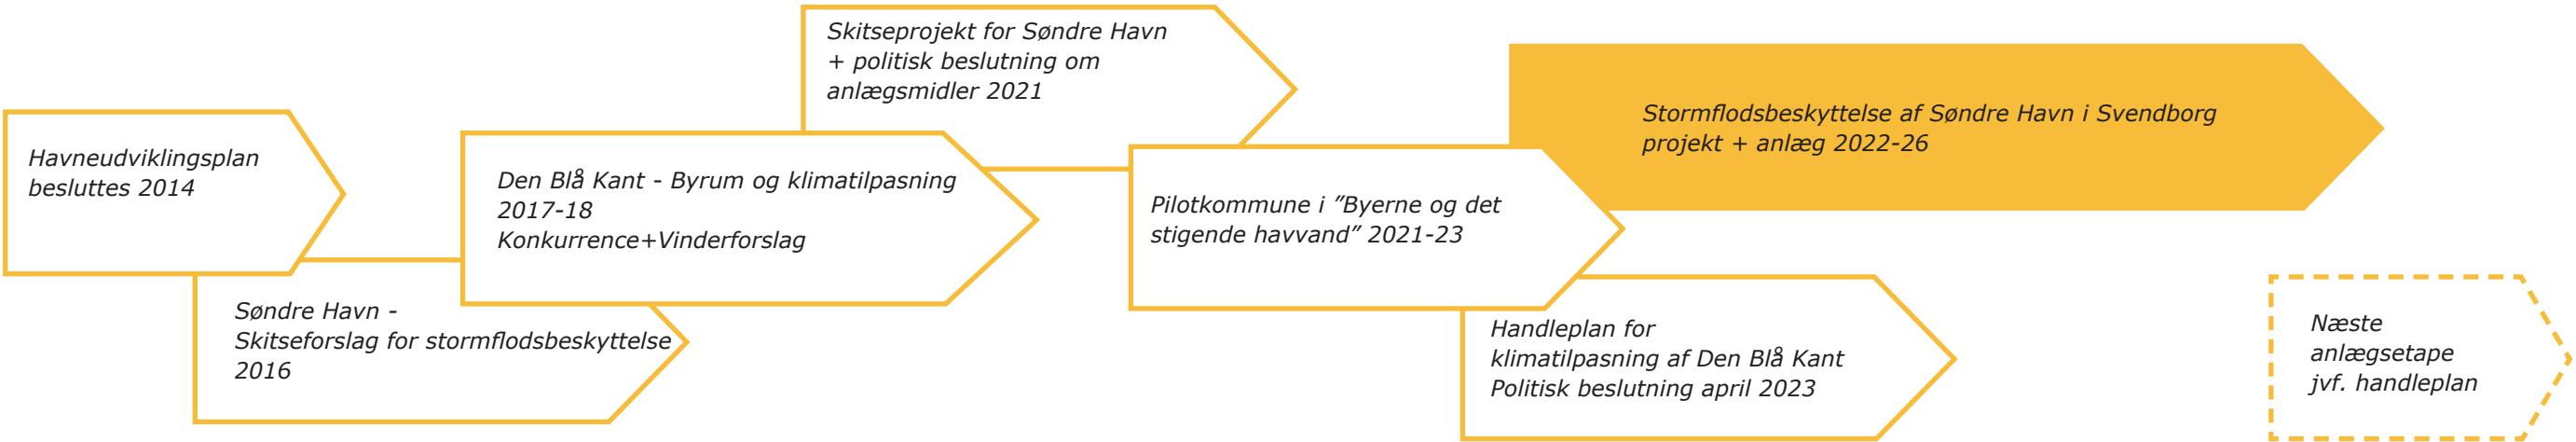 Havneudviklingsplan
besluttes 2014
Søndre Havn -
Skitseforslag for stormflodsbeskyttelse
2016
Den Blå Kant - Byrum og klimatilpasning
2017-18
Konkurrence+Vinderforslag
Skitseprojekt for Søndre Havn
+ politisk beslutning om
anlægsmidler 2021
Pilotkommune i ”Byerne og det
stigende havvand” 2021-23
Handleplan for
klimatilpasning af Den Blå Kant
Politisk beslutning april 2023
Stormflodsbeskyttelse af Søndre Havn i Svendborg
projekt + anlæg 2022-26
Næste
anlægsetape
jvf. handleplan